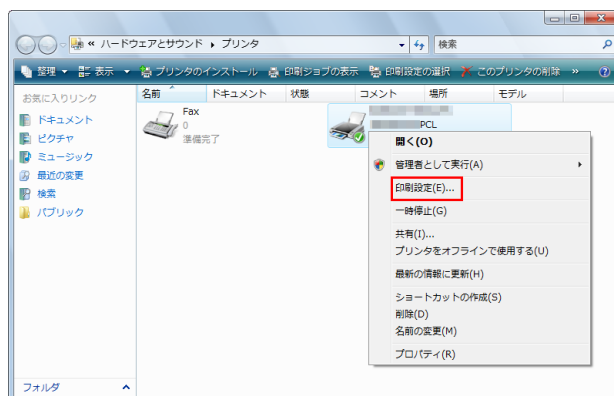 « ハードウェアとサウンド ▸ プリンタ
検索
整理 表示 プリンタのインストール 印刷ジョブの表示 印刷設定の選択 このプリンタの削除 »
お気に入りリンク
ドキュメント
ピクチャ
ミュージック
最近の変更
検索
パブリック
フォルダ
名前 ドキュメント 状態 コメント 場所 モデル
Fax
0
準備完了
PCL
開く(O)
管理者として実行(A)
印刷設定(E)...
一時停止(G)
共有(I)...
プリンタをオフラインで使用する(U)
最新の情報に更新(H)
ショートカットの作成(S)
削除(D)
名前の変更(M)
プロパティ(R)